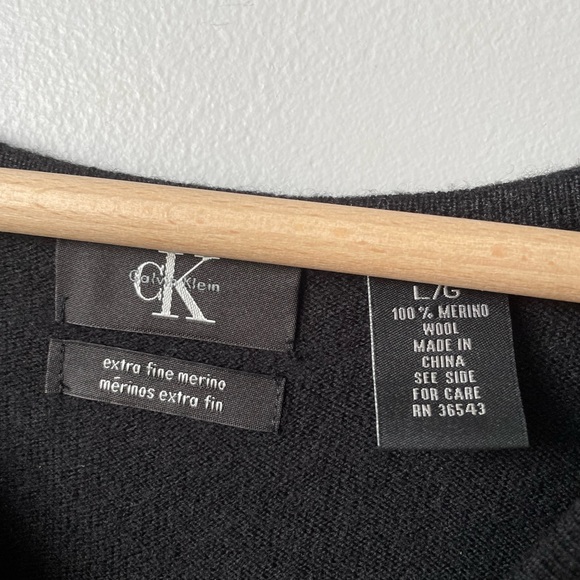 CK
Calvin Klein
extra fine merino
mérinos extra fin
L/G
100 % MERINO
WOOL
MADE IN
CHINA
SEE SIDE
FOR CARE
RN 36543